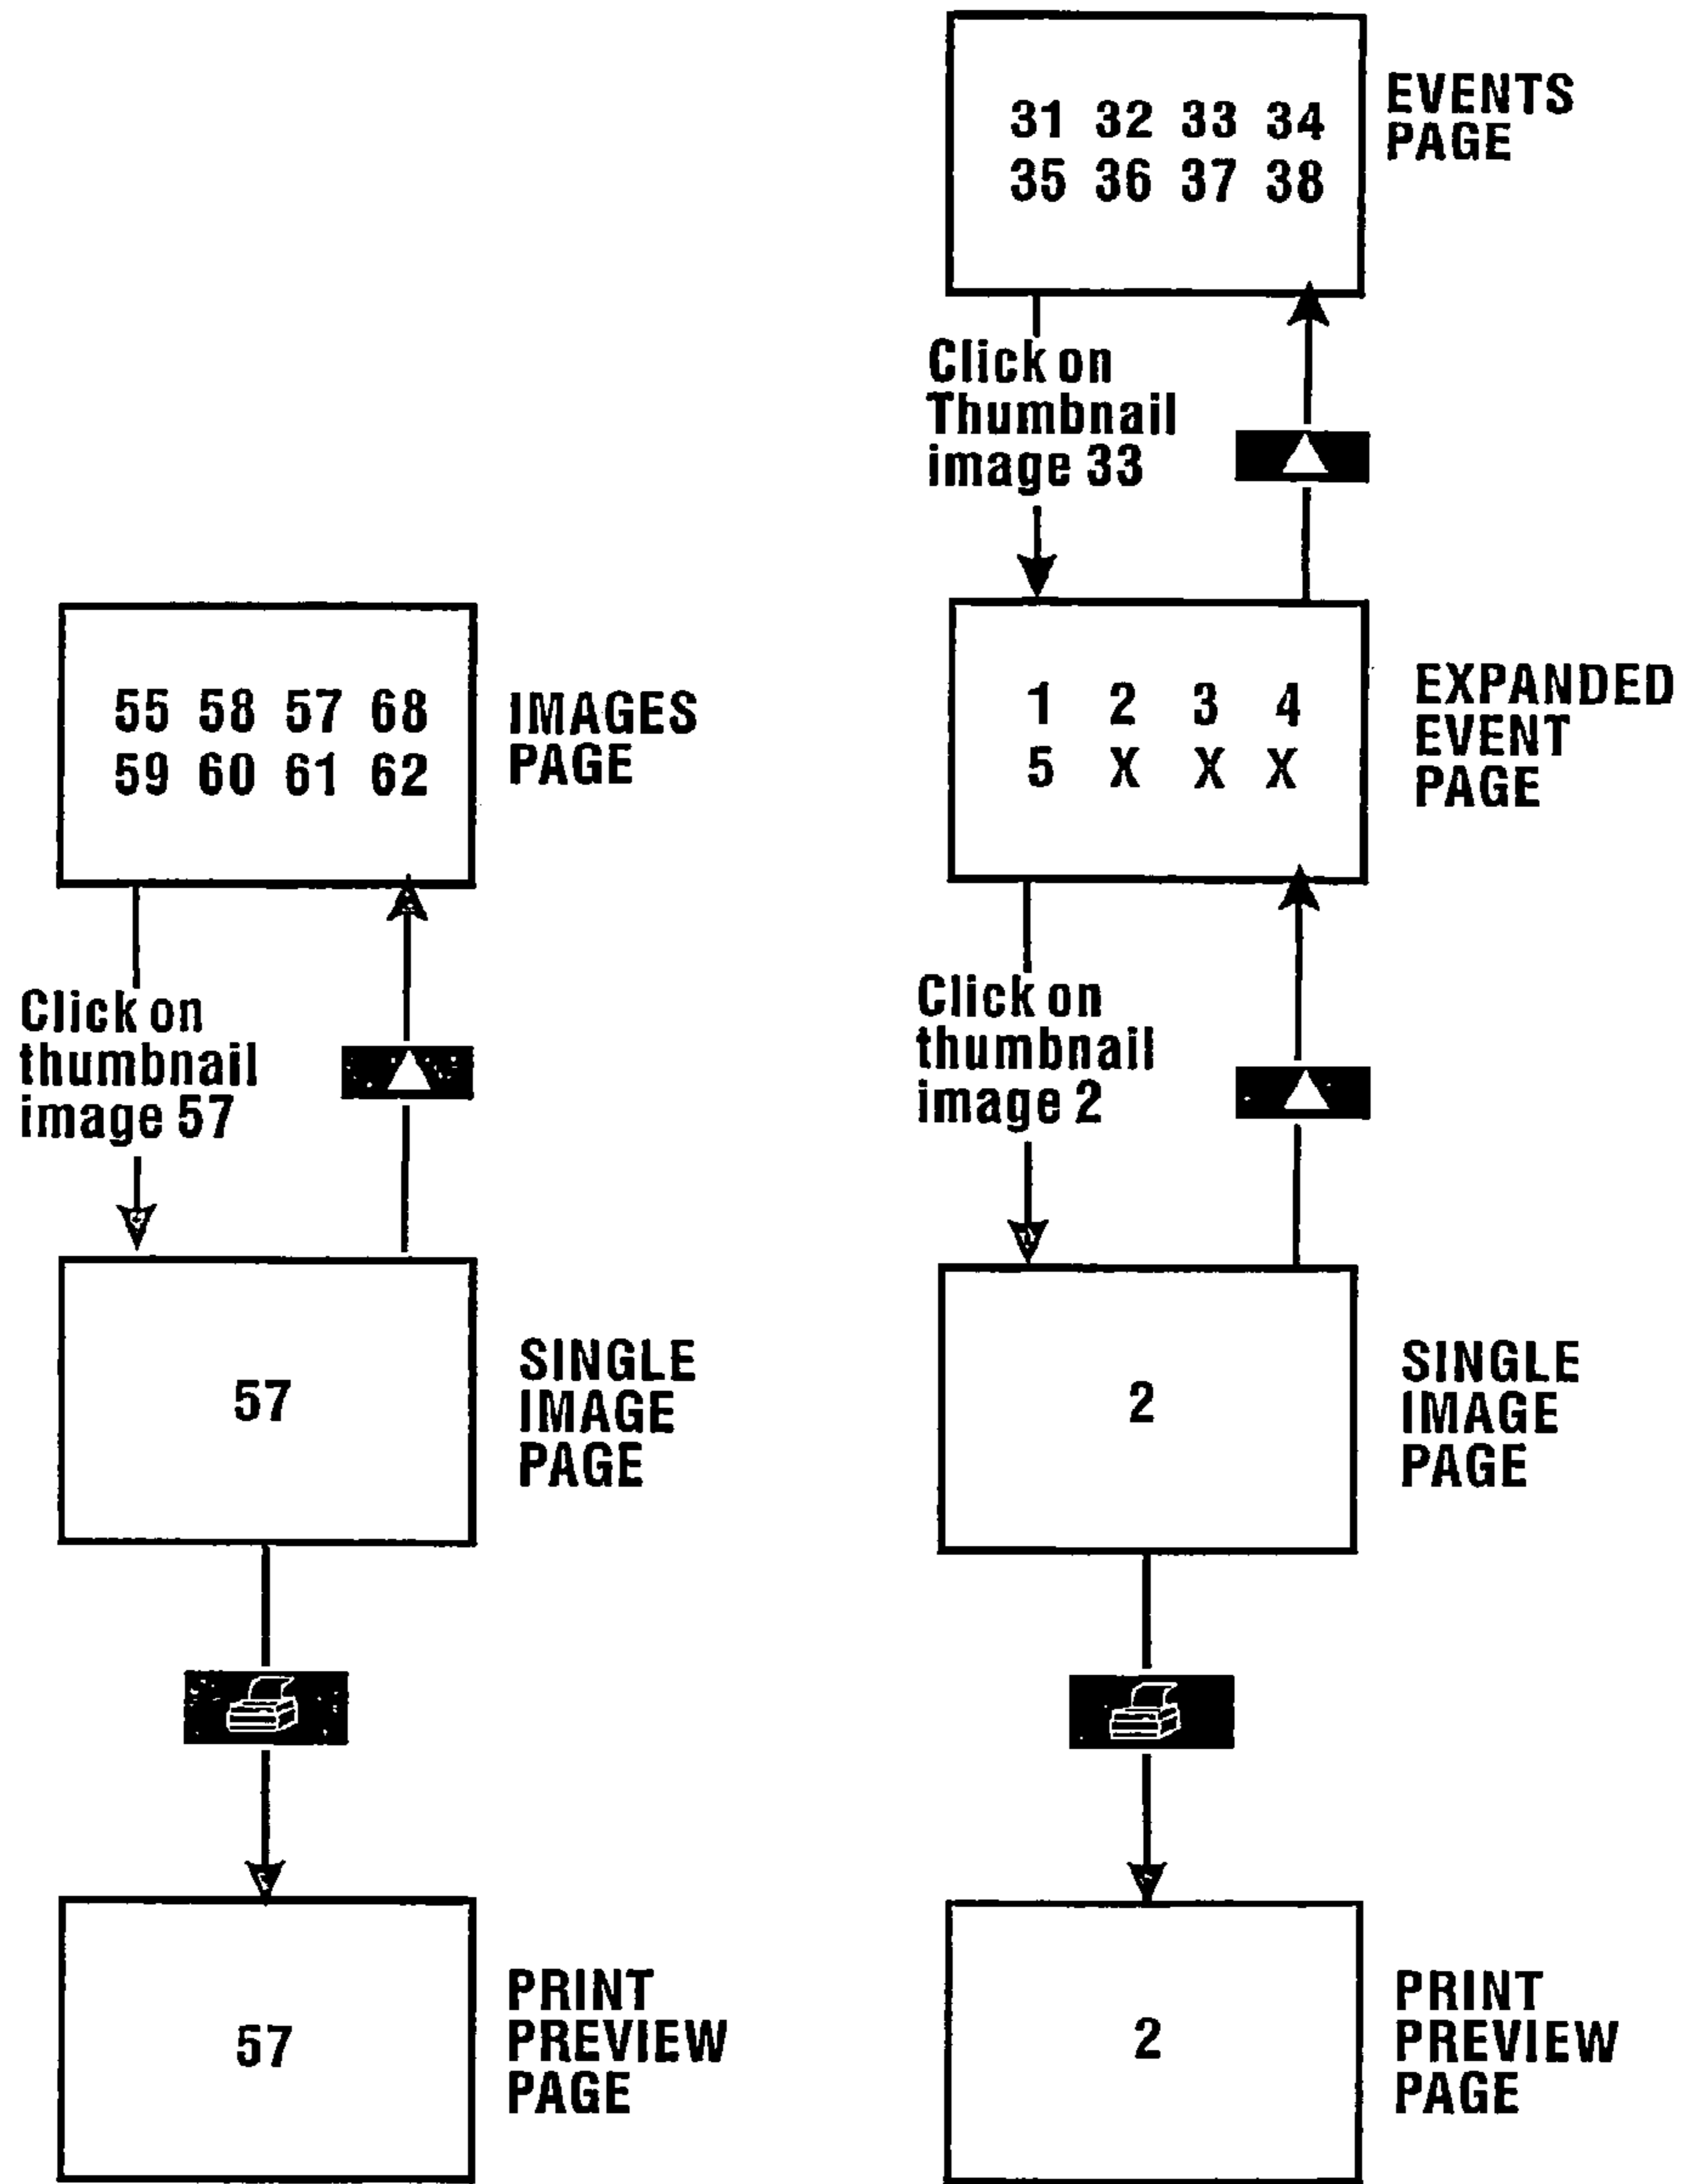 31 32 33 34
35 36 37 38
EVENTS
PAGE
Click on
Thumbnail
image 33
55 58 57 68
59 60 61 62
IMAGES
PAGE
1 2 3 4
5 X X X
EXPANDED
EVENT
PAGE
Click on
thumbnail
image 57
Click on
thumbnail
image 2
57
SINGLE
IMAGE
PAGE
2
SINGLE
IMAGE
PAGE
57
PRINT
PREVIEW
PAGE
2
PRINT
PREVIEW
PAGE